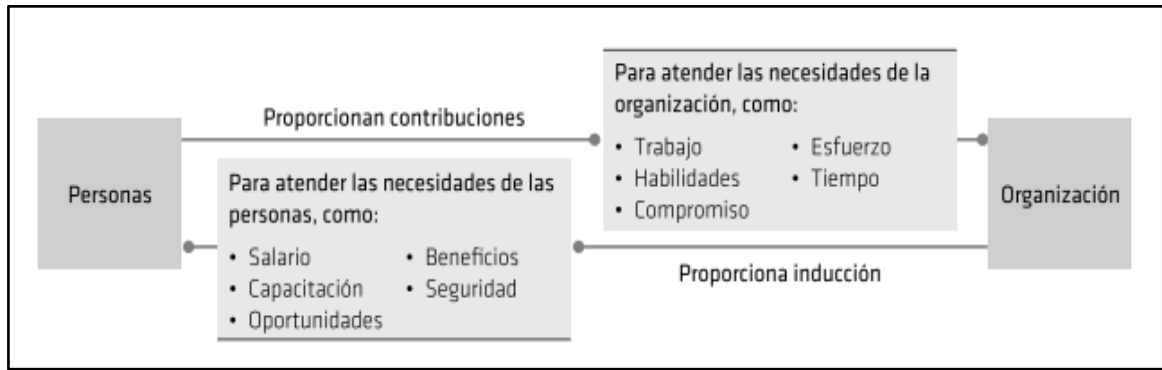 Personas
Proporcionan contribuciones
Para atender las necesidades de la
organización, como:
• Trabajo
• Habilidades
• Compromiso
• Esfuerzo
• Tiempo
Organización
Para atender las necesidades de las
personas, como:
• Salario
• Capacitación
• Oportunidades
• Beneficios
• Seguridad
Proporciona inducción